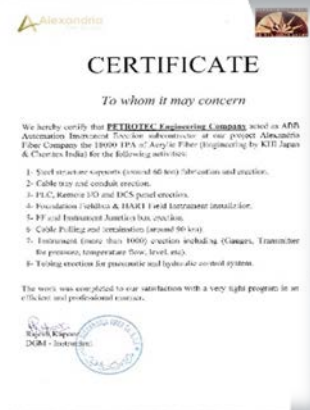 Alexandria
CERTIFICATE
To whom it may concern
We hereby certify that PETROTEC Engineering Company acted as ABB
Automation Instrument Erection subcontractor at our project Alexandria
Fiber Company the 18000 TPA of Acrylic Fiber (Engineering by KHI Japan
& Chemtex India) for the following activities:
1- Steel structure supports (around 60 ton) fabrication and erection.
2- Cable tray and conduit erection.
3- PLC, Remote I/O and DCS panel erection.
4- Foundation Fieldbus & HART Field Instrument Installation.
5- FF and Instrument Junction box erection.
6- Cable Pulling and termination (around 90 km)
7- Instrument (more than 1000) erection including (Gauges, Transmitter
for pressure, temperature flow, level, etc).
8- Tubing erection for pneumatic and hydraulic control system.
The work was completed to our satisfaction with a very tight program in an
efficient and professional manner.
Rajesh Kapoor
DGM - Instrument